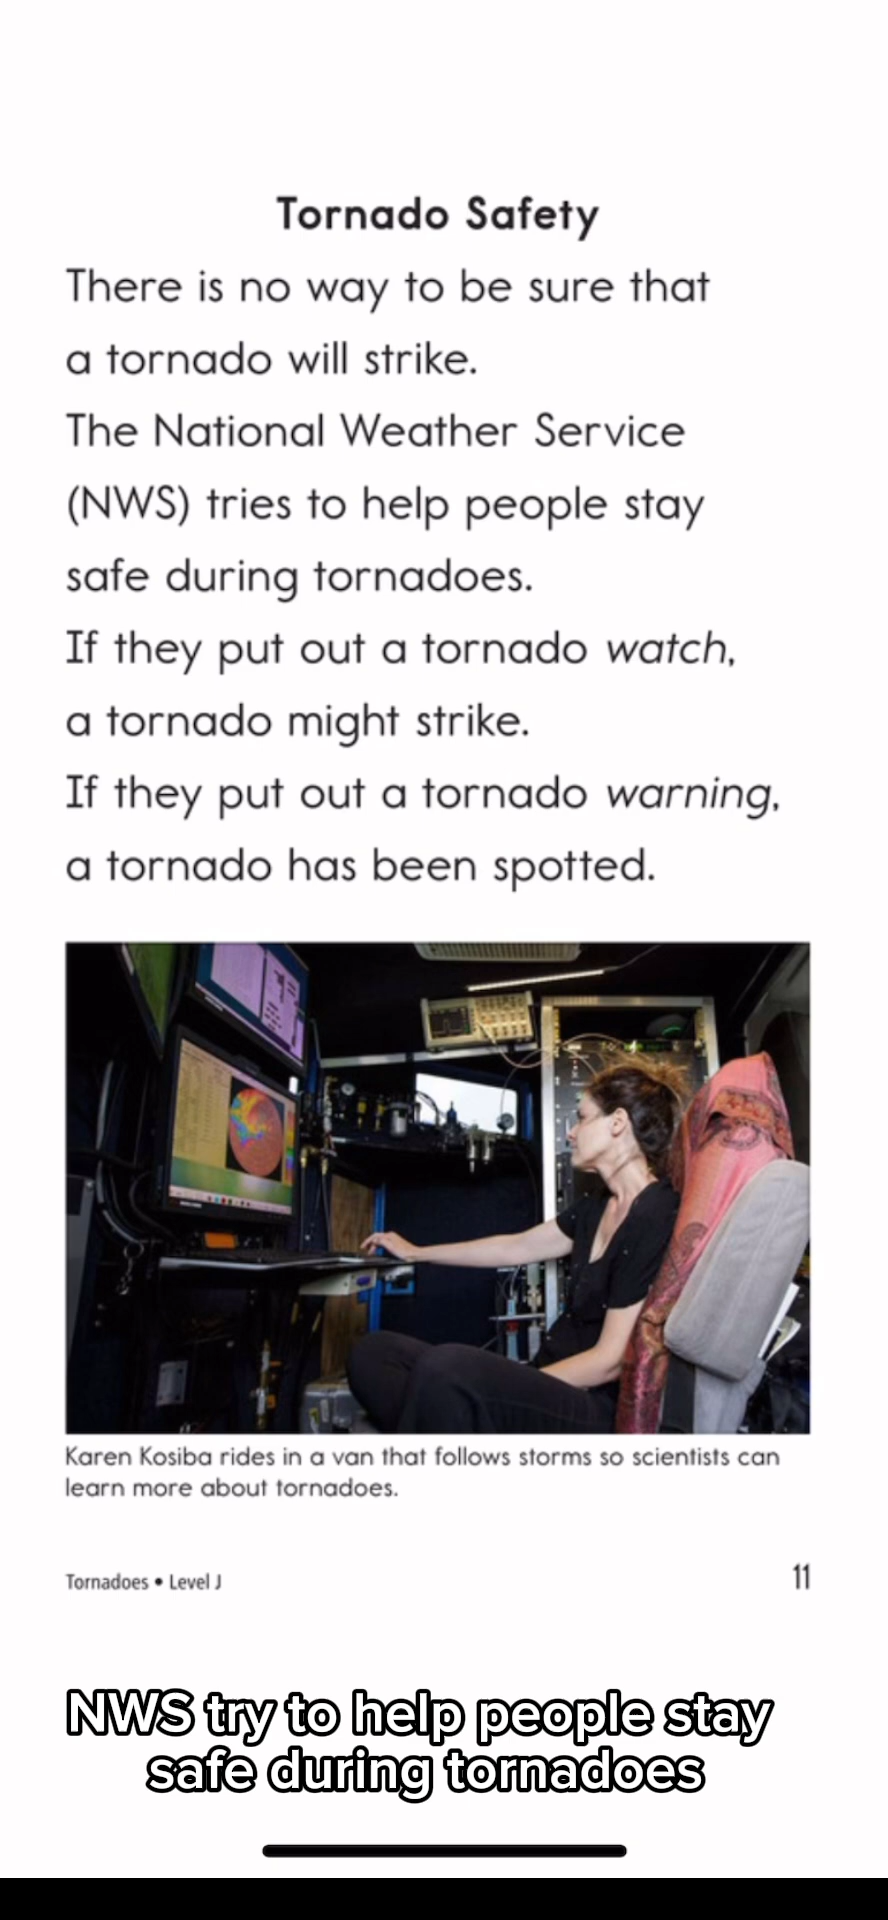 Tornado Safety
There is no way to be sure that
a tornado will strike.
The National Weather Service
(NWS) tries to help people stay
safe during tornadoes.
If they put out a tornado watch,
a tornado might strike.
If they put out a tornado warning,
a tornado has been spotted.
Karen Kosiba rides in a van that follows storms so scientists can
learn more about tornadoes.
Tornadoes • Level J
11
NWS try to help people stay
safe during tornadoes